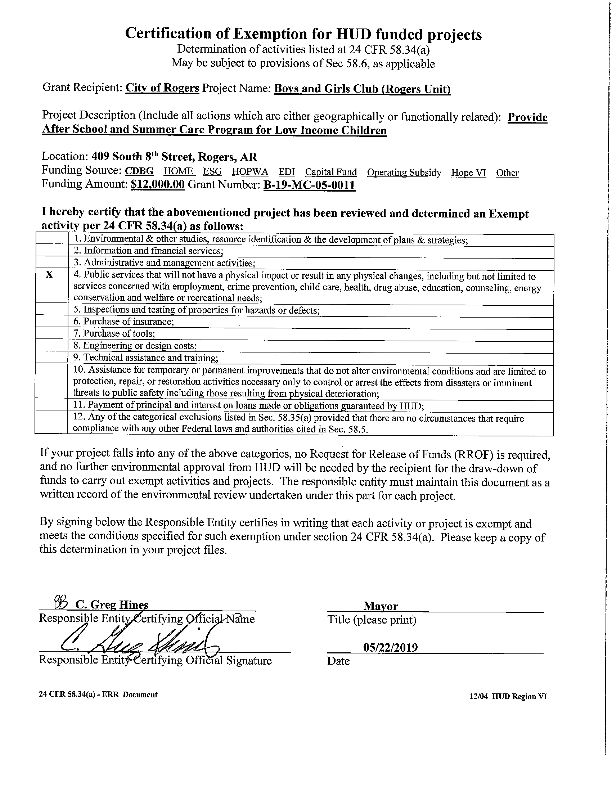 Certification of Exemption for HUD funded projects
Determination of activities listed at 24 CFR 58.34(a)
May be subject to provisions of Sec 58.6, as applicable
Grant Recipient: City of Rogers Project Name: Boys and Girls Club (Rogers Unit)
Project Description (Include all actions which are either geographically or functionally related): Provide
After School and Summer Care Program for Low Income Children
Location: 409 South 8th Street, Rogers, AR
Funding Source: CDBG HOME ESG HOPWA EDI Capital Fund Operating Subsidy Hope VI Other
Funding Amount: $12,000.00 Grant Number: B-19-MC-05-0011
I hereby certify that the abovementioned project has been reviewed and determined an Exempt
activity per 24 CFR 58.34(a) as follows:
1. Environmental & other studies, resource identification & the development of plans & strategies;
2. Information and financial services;
3. Administrative and management activities;
X 4. Public services that will not have a physical impact or result in any physical changes, including but not limited to
services concerned with employment, crime prevention, child care, health, drug abuse, education, counseling, energy
conservation and welfare or recreational needs;
5. Inspections and testing of properties for hazards or defects;
6. Purchase of insurance;
7. Purchase of tools;
8. Engineering or design costs;
9. Technical assistance and training;
10. Assistance for temporary or permanent improvements that do not alter environmental conditions and are limited to
protection, repair, or restoration activities necessary only to control or arrest the effects from disasters or imminent
threats to public safety including those resulting from physical deterioration;
11. Payment of principal and interest on loans made or obligations guaranteed by HUD;
12. Any of the categorical exclusions listed in Sec. 58.35(a) provided that there are no circumstances that require
compliance with any other Federal laws and authorities cited in Sec. 58.5.
If your project falls into any of the above categories, no Request for Release of Funds (RROF) is required,
and no further environmental approval from HUD will be needed by the recipient for the draw-down of
funds to carry out exempt activities and projects. The responsible entity must maintain this document as a
written record of the environmental review undertaken under this part for each project.
By signing below the Responsible Entity certifies in writing that each activity or project is exempt and
meets the conditions specified for such exemption under section 24 CFR 58.34(a). Please keep a copy of
this determination in your project files.
C. Greg Hines Mayor
Responsible Entity Certifying Official Name Title (please print)
C. Greg Hines 05/22/2019
Responsible Entity Certifying Official Signature Date
24 CFR 58.34(a) - ERR Document 12/04 HUD Region VI